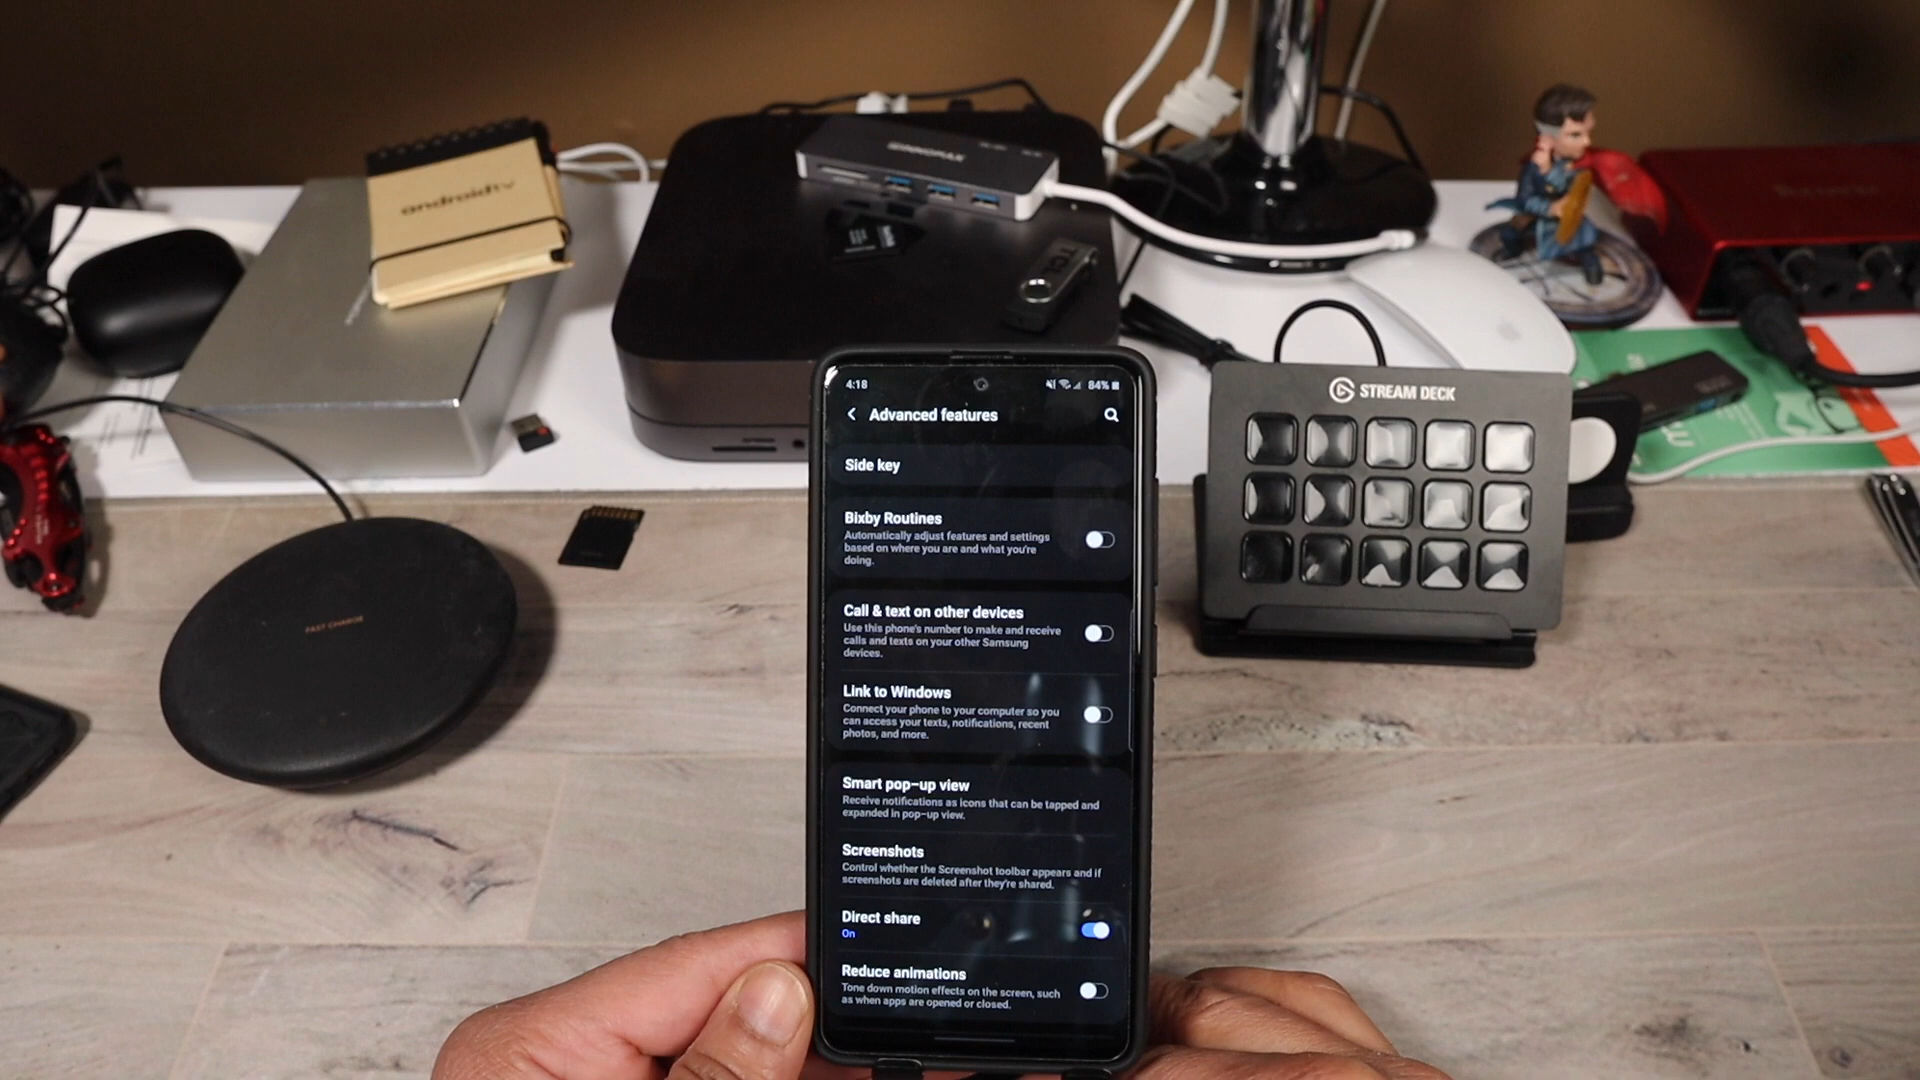 androidtv
TCL
4:18
84%
Advanced features
STREAM DECK
Side key
Bixby Routines
Automatically adjust features and settings
based on where you are and what you're
doing.
Call & text on other devices
Use this phone's number to make and receive
calls and texts on your other Samsung
devices.
FAST CHARGE
Link to Windows
Connect your phone to your computer so you
can access your texts, notifications, recent
photos, and more.
Smart pop-up view
Receive notifications as icons that can be tapped and
expanded in pop-up view.
Screenshots
Control whether the Screenshot toolbar appears and if
screenshots are deleted after they're shared.
Direct share
On
Reduce animations
Tone down motion effects on the screen, such
as when apps are opened or closed.